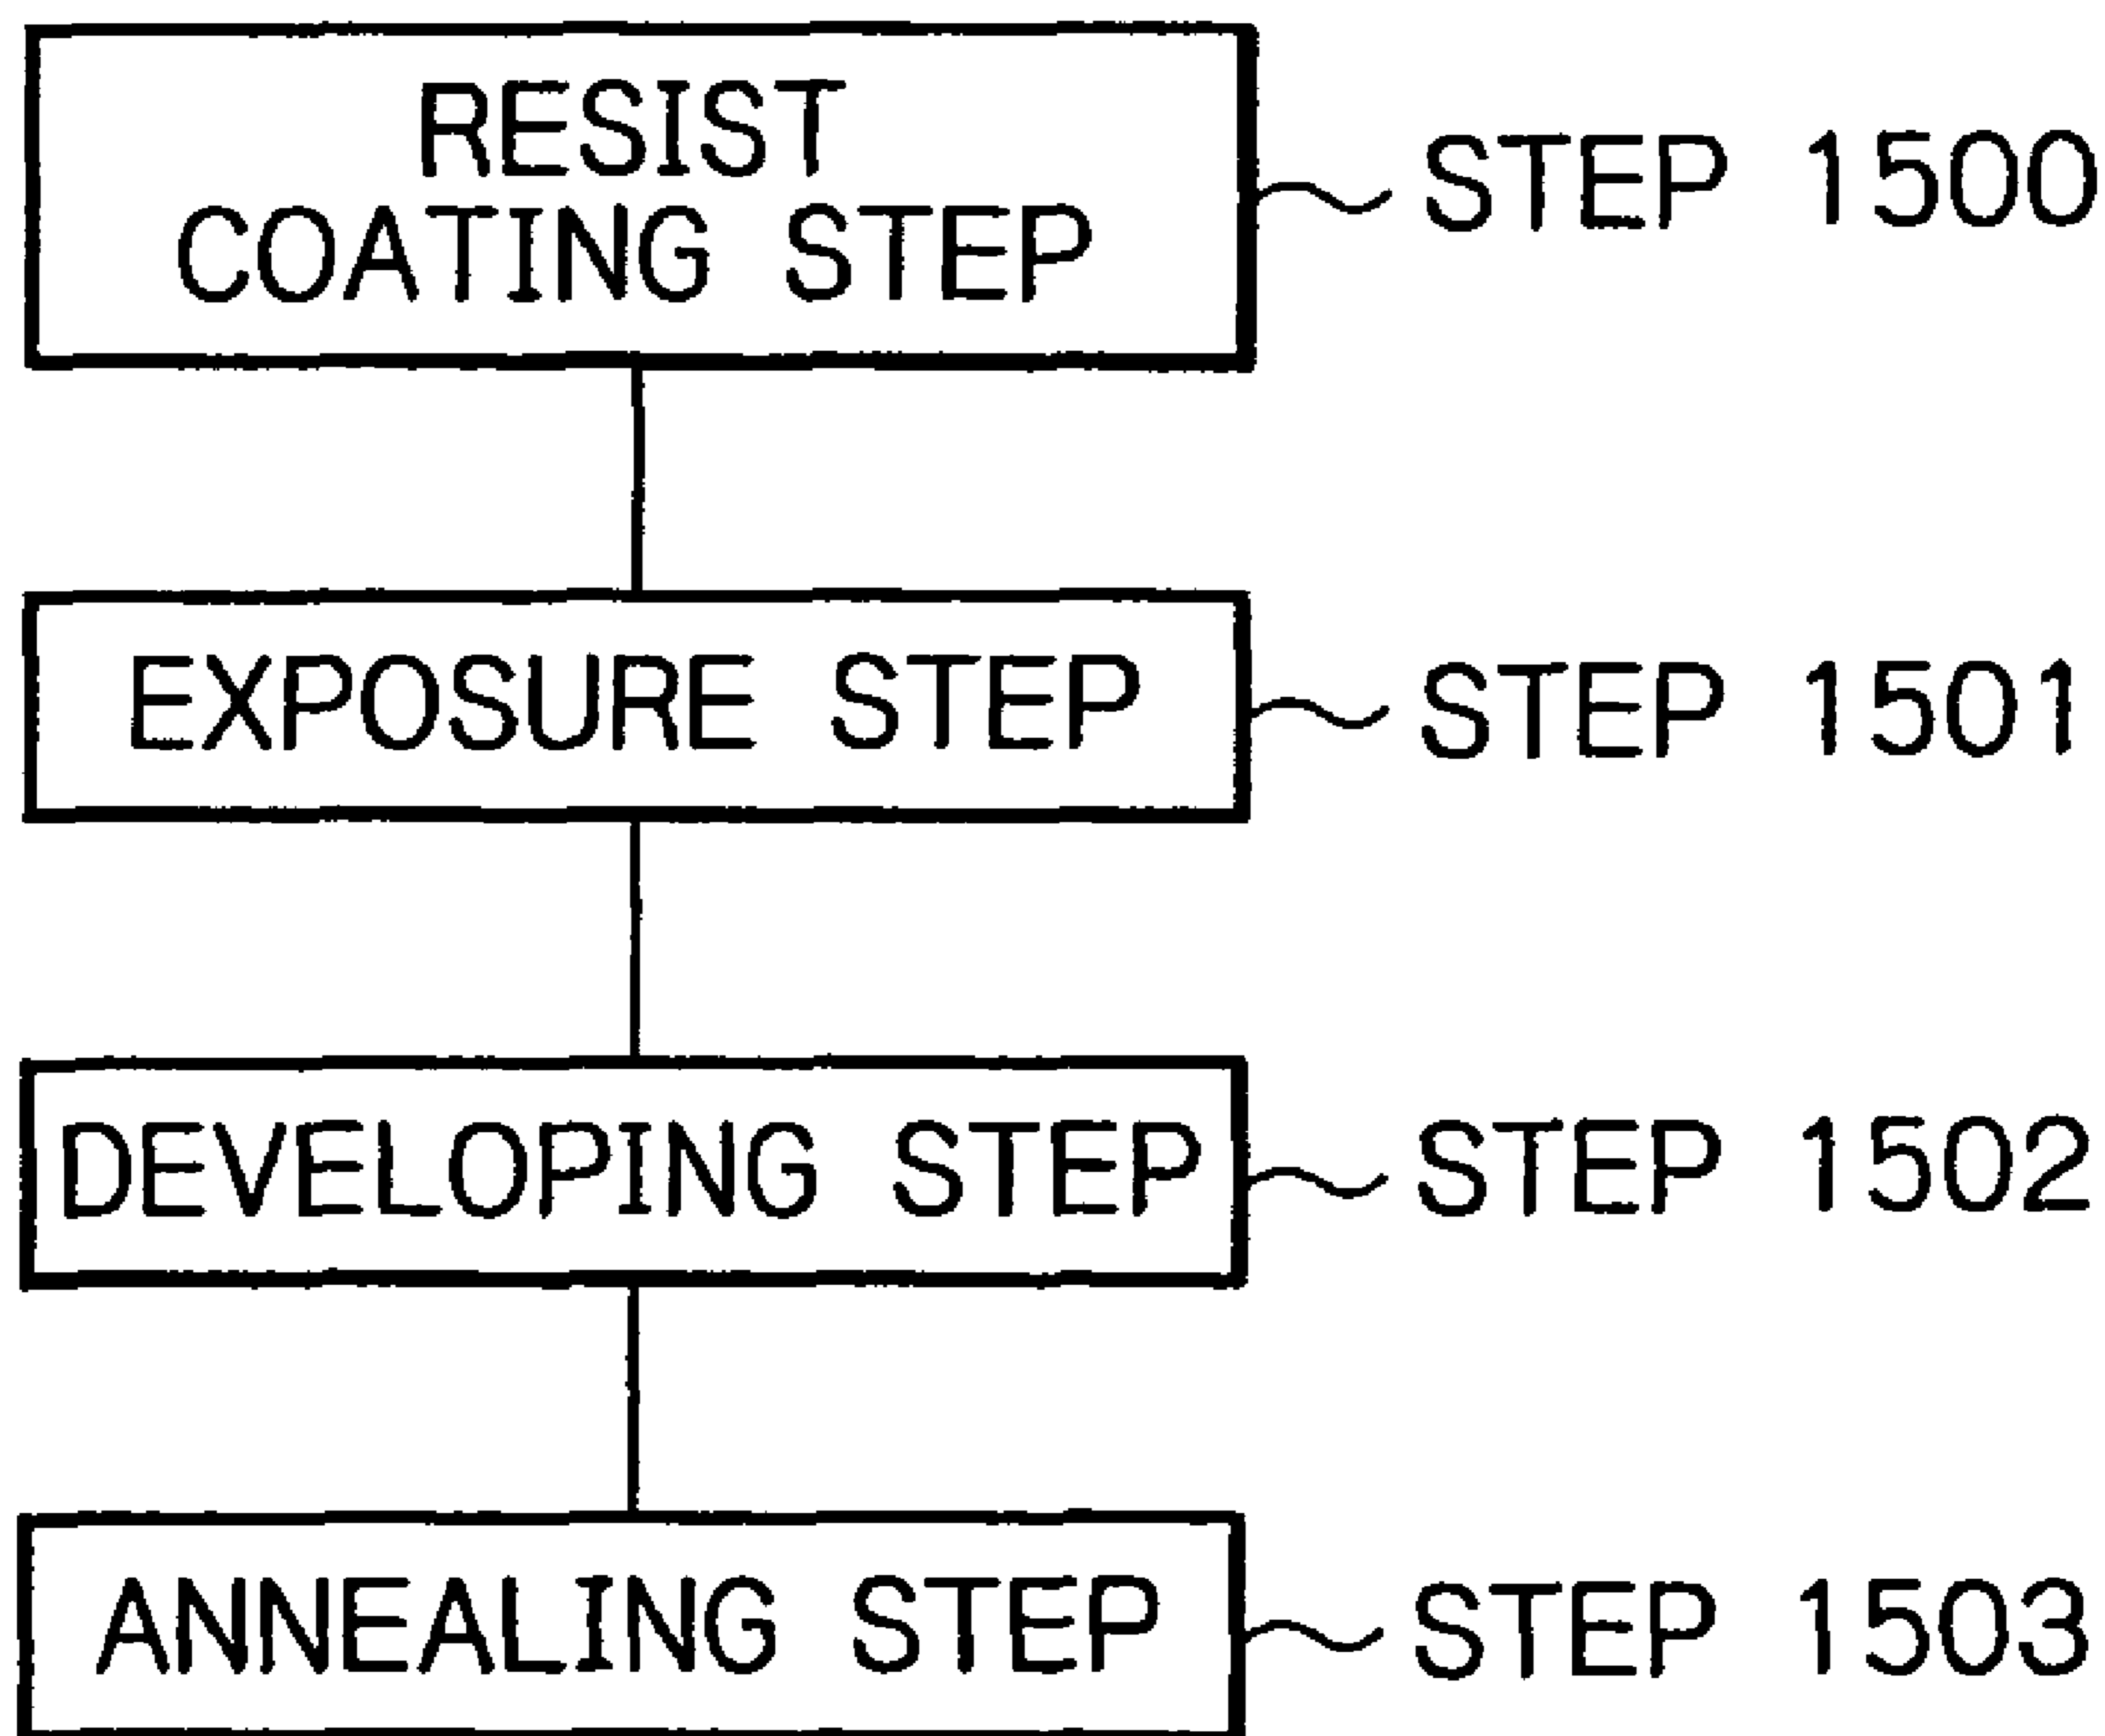 RESIST
COATING STEP
STEP 1500
EXPOSURE STEP
STEP 1501
DEVELOPING STEP
STEP 1502
ANNEALING STEP
STEP 1503